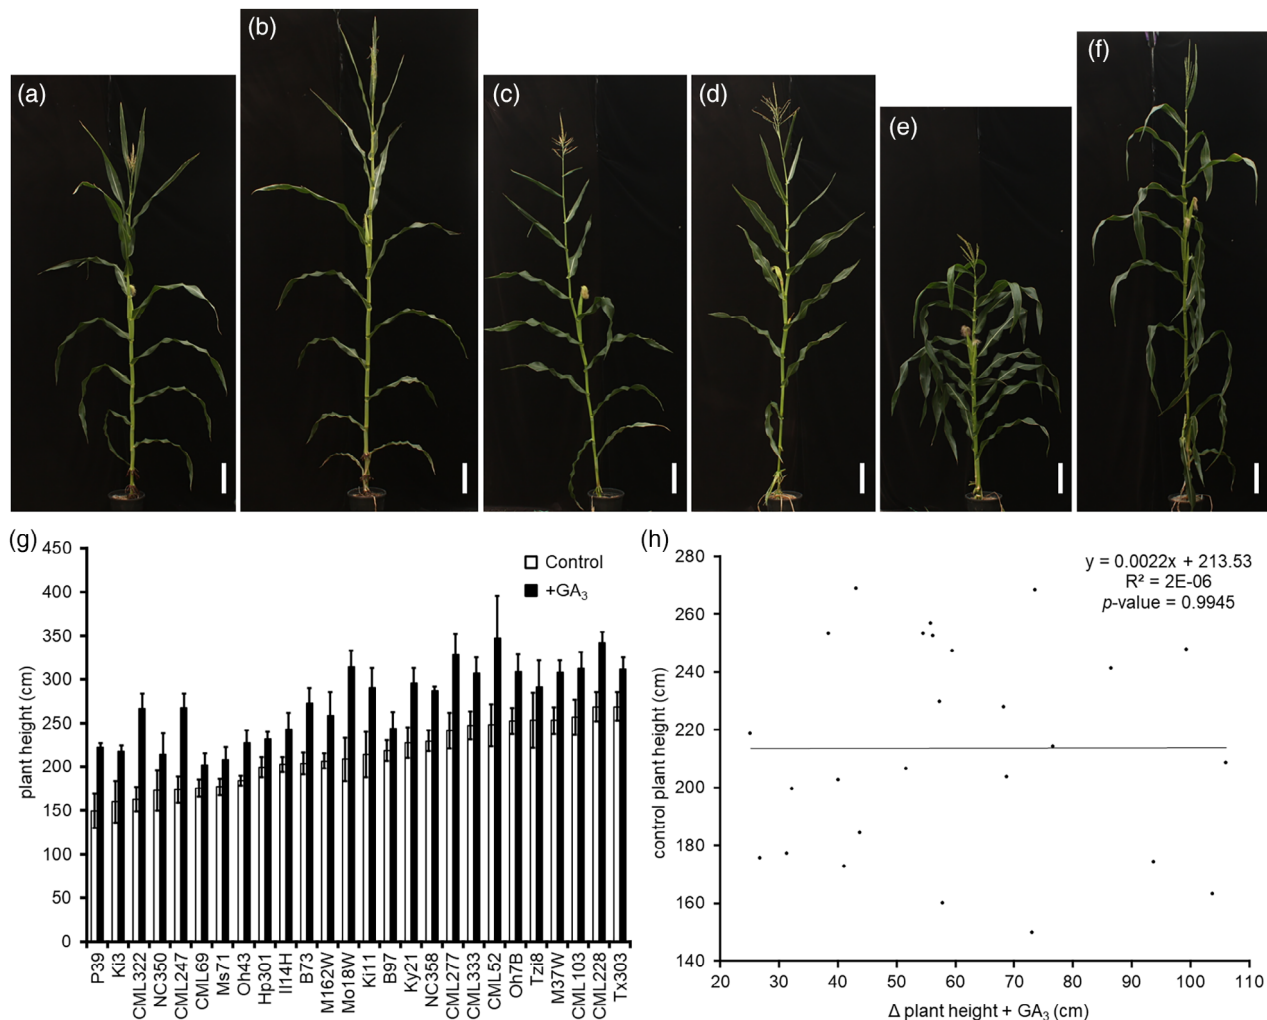 (a)
(b)
(c)
(d)
(e)
(f)
(g)
450
400
350
300
250
200
150
100
50
0
plant height (cm)
Control
+GA₃
P39
Ki3
CML322
NC350
CML247
CML69
Ms71
Oh43
Hp301
Il14H
B73
M162W
Mo18W
Ki11
B97
Ky21
NC358
CML277
CML333
CML52
Oh7B
Tzi8
M37W
CML103
CML228
Tx303
(h)
280
260
240
220
200
180
160
140
control plant height (cm)
y = 0.0022x + 213.53
R² = 2E-06
p-value = 0.9945
20 30 40 50 60 70 80 90 100 110
Δ plant height + GA₃ (cm)